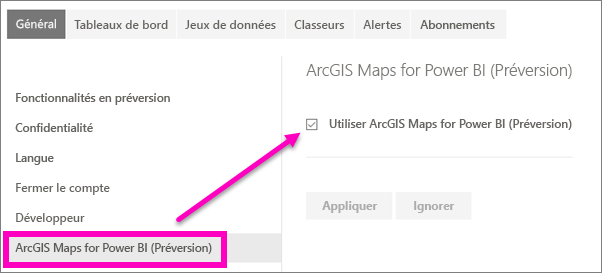 Général Tableaux de bord Jeux de données Classeurs Alertes Abonnements
Fonctionnalités en préversion
Confidentialité
Langue
Fermer le compte
Développeur
ArcGIS Maps for Power BI (Préversion)
ArcGIS Maps for Power BI (Préversion)
Utiliser ArcGIS Maps for Power BI (Préversion)
Appliquer Ignorer